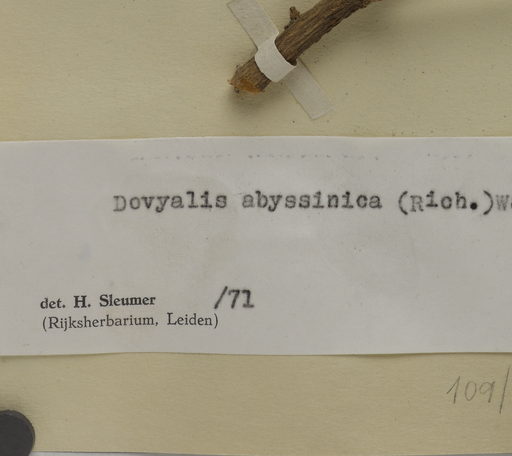 Dovyalis abyssinica (Rich.)
det. H. Sleumer /71
(Rijksherbarium, Leiden)
109/